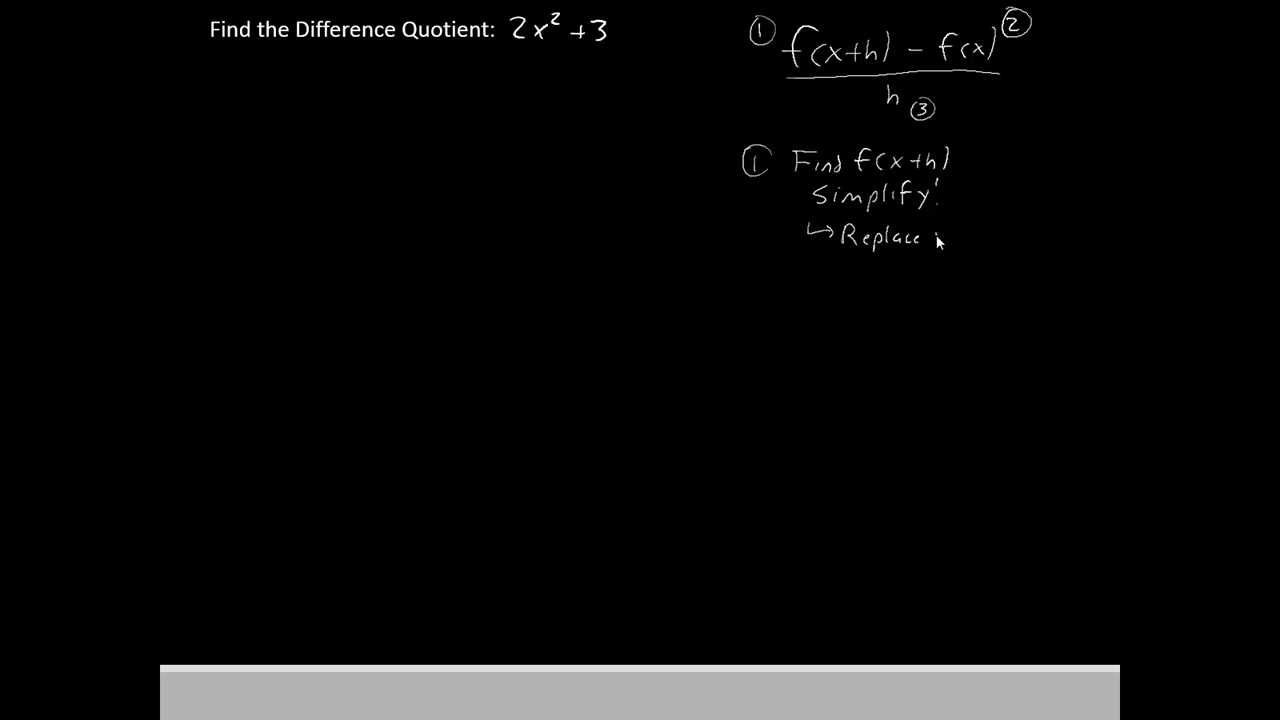 Find the Difference Quotient: 2x² + 3
① f(x+h) - f(x) ②
h ③
① Find f(x+h)
Simplify!
↳ Replace